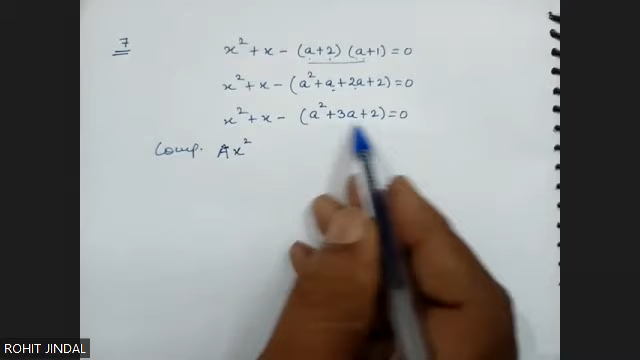 7 x² + x - (a+2) (a+1) = 0
x² + x - (a² + a + 2a + 2) = 0
x² + x - (a² + 3a + 2) = 0
Comp. Ax²
ROHIT JINDAL